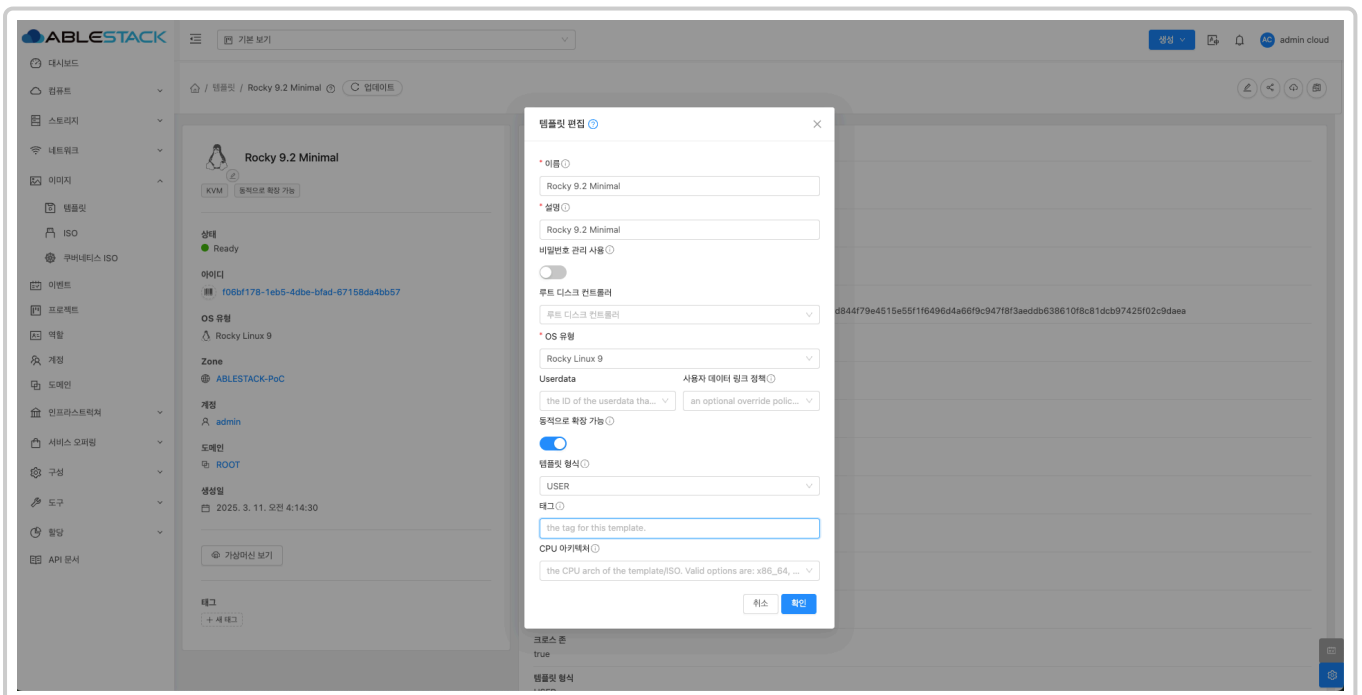 ABLESTACK
기본 보기
생성
AC admin cloud
대시보드
컴퓨트
스토리지
네트워크
이미지
템플릿
ISO
쿠버네티스 ISO
이벤트
프로젝트
역할
계정
도메인
인프라스트럭쳐
서비스 오퍼링
구성
도구
할당
API 문서
/ 템플릿 / Rocky 9.2 Minimal 업데이트
Rocky 9.2 Minimal
KVM 동적으로 확장 가능
상태
Ready
아이디
f06bf178-1eb5-4dbe-bfad-67158da4bb57
OS 유형
Rocky Linux 9
Zone
ABLESTACK-PoC
계정
admin
도메인
ROOT
생성일
2025. 3. 11. 오전 4:14:30
가상머신 보기
태그
+ 새 태그
템플릿 편집
* 이름
Rocky 9.2 Minimal
* 설명
Rocky 9.2 Minimal
비밀번호 관리 사용
루트 디스크 컨트롤러
루트 디스크 컨트롤러
* OS 유형
Rocky Linux 9
Userdata 사용자 데이터 링크 정책
the ID of the userdata tha... an optional override polic...
동적으로 확장 가능
템플릿 형식
USER
태그
the tag for this template.
CPU 아키텍처
the CPU arch of the template/ISO. Valid options are: x86_64, ...
취소 확인
d844f79e4515e55f1f6496d4a66f9c947f8f3aeddb638610f8c81dcb97425f02c9daea
크로스 존
true
템플릿 형식
USER